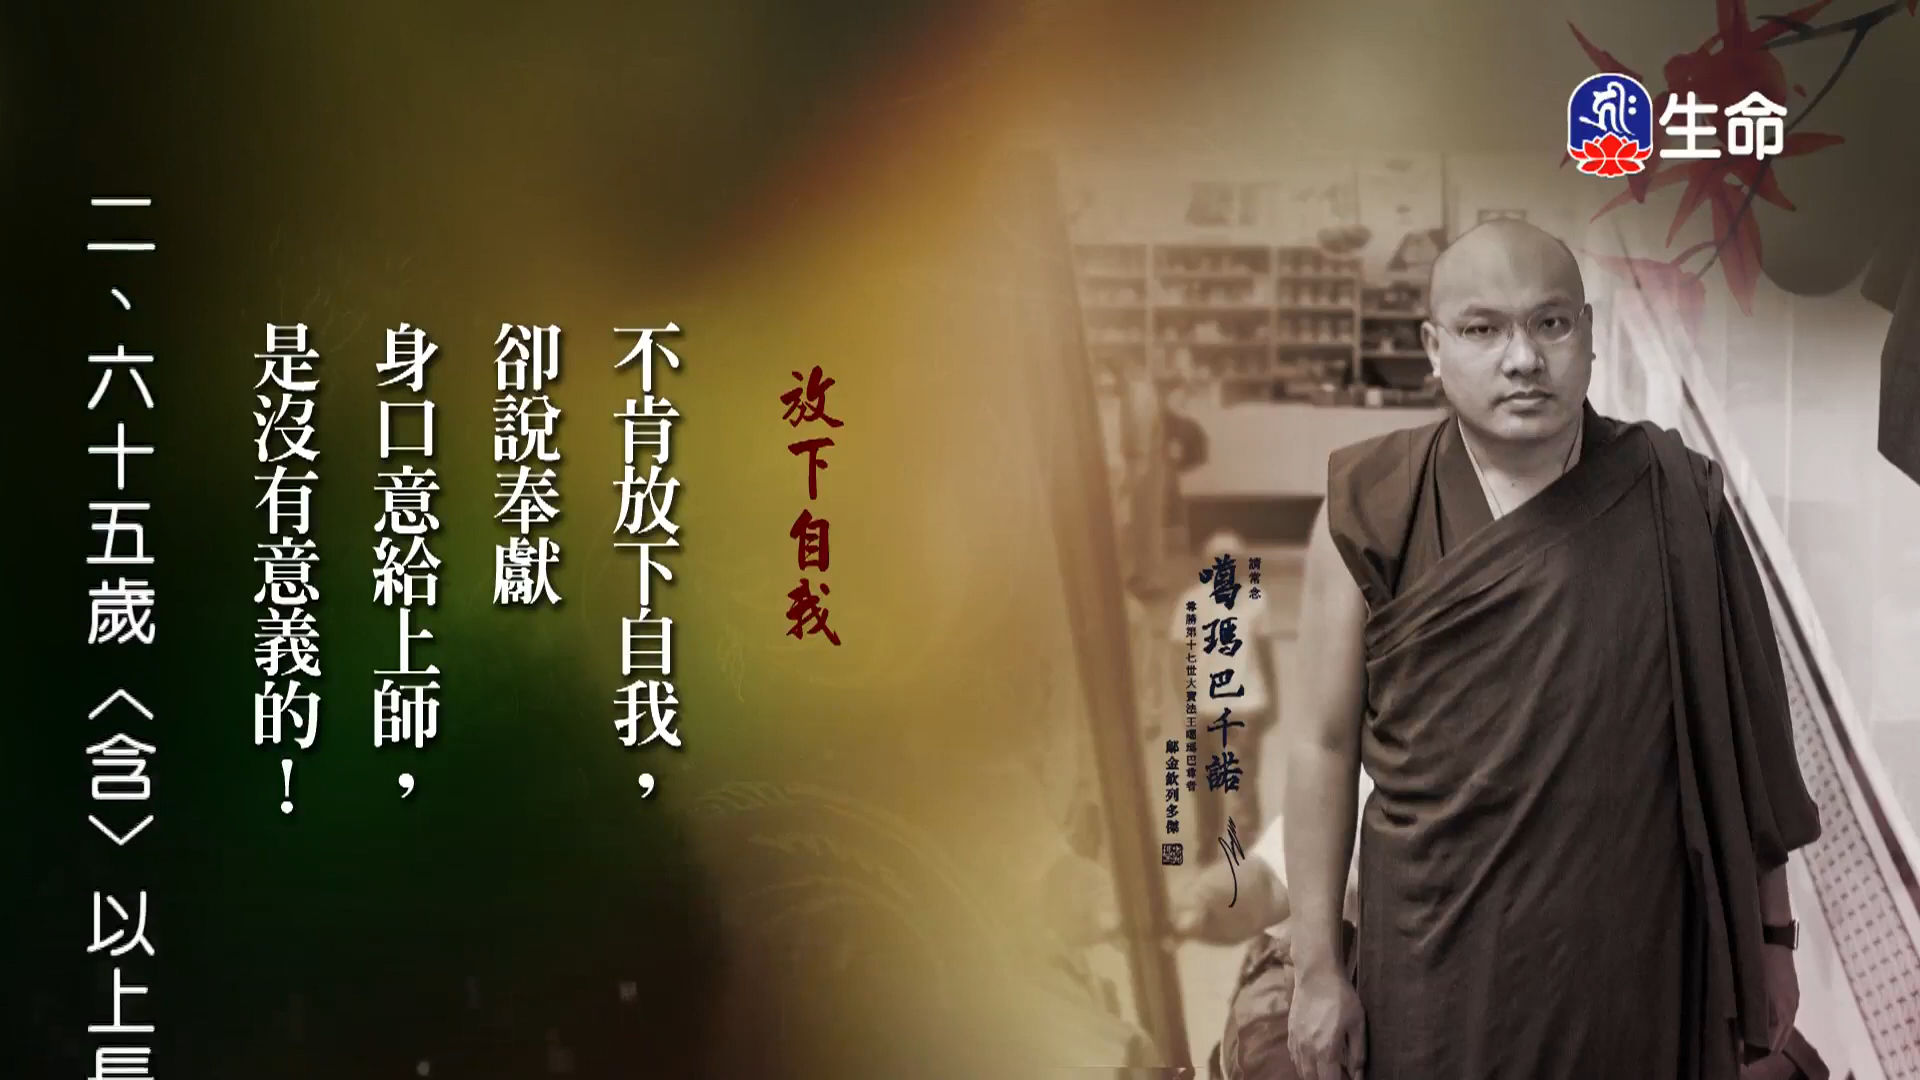 生命
請常念
噶瑪巴千諾
尊勝第十七世大寶法王噶瑪巴尊者
鄔金欽列多傑
放下自我
不肯放下自我，
卻說奉獻
身口意給上師，
是沒有意義的！
二、六十五歲〈含〉以上長